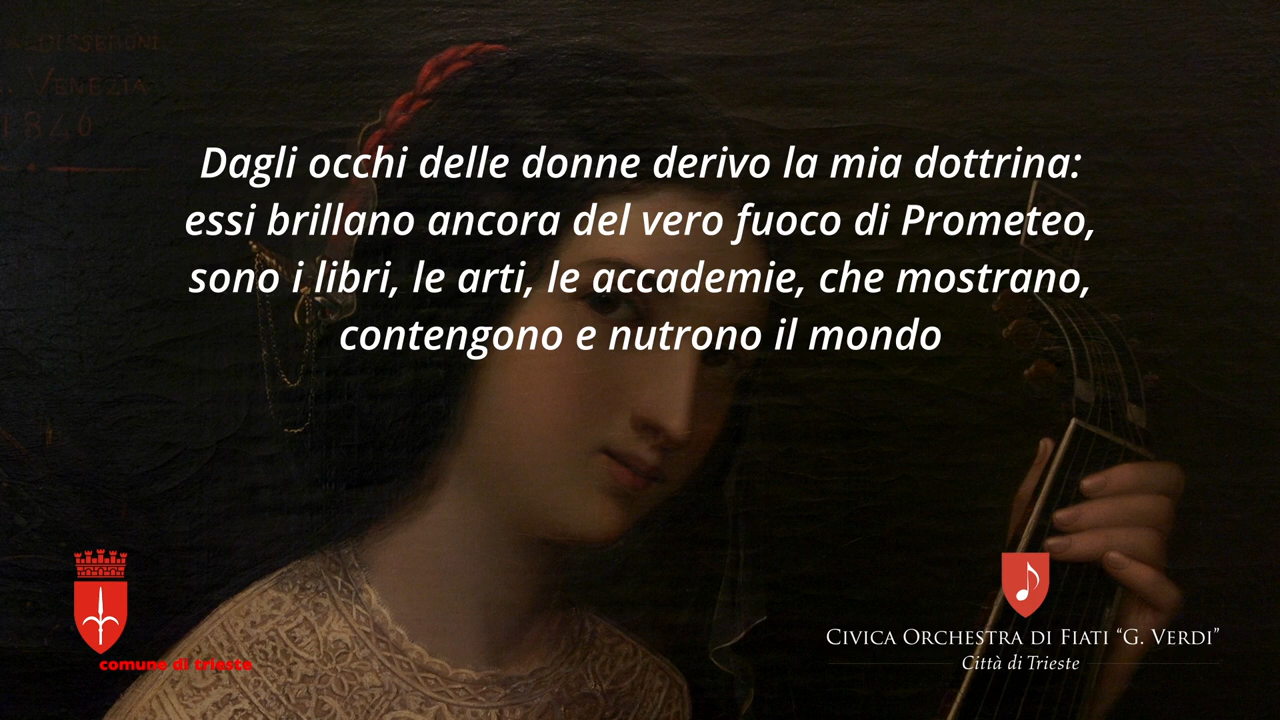 VENEZIA
Dagli occhi delle donne derivo la mia dottrina:
essi brillano ancora del vero fuoco di Prometeo,
sono i libri, le arti, le accademie, che mostrano,
contengono e nutrono il mondo
comune di trieste
CIVICA ORCHESTRA DI FIATI “G. VERDI”
Città di Trieste